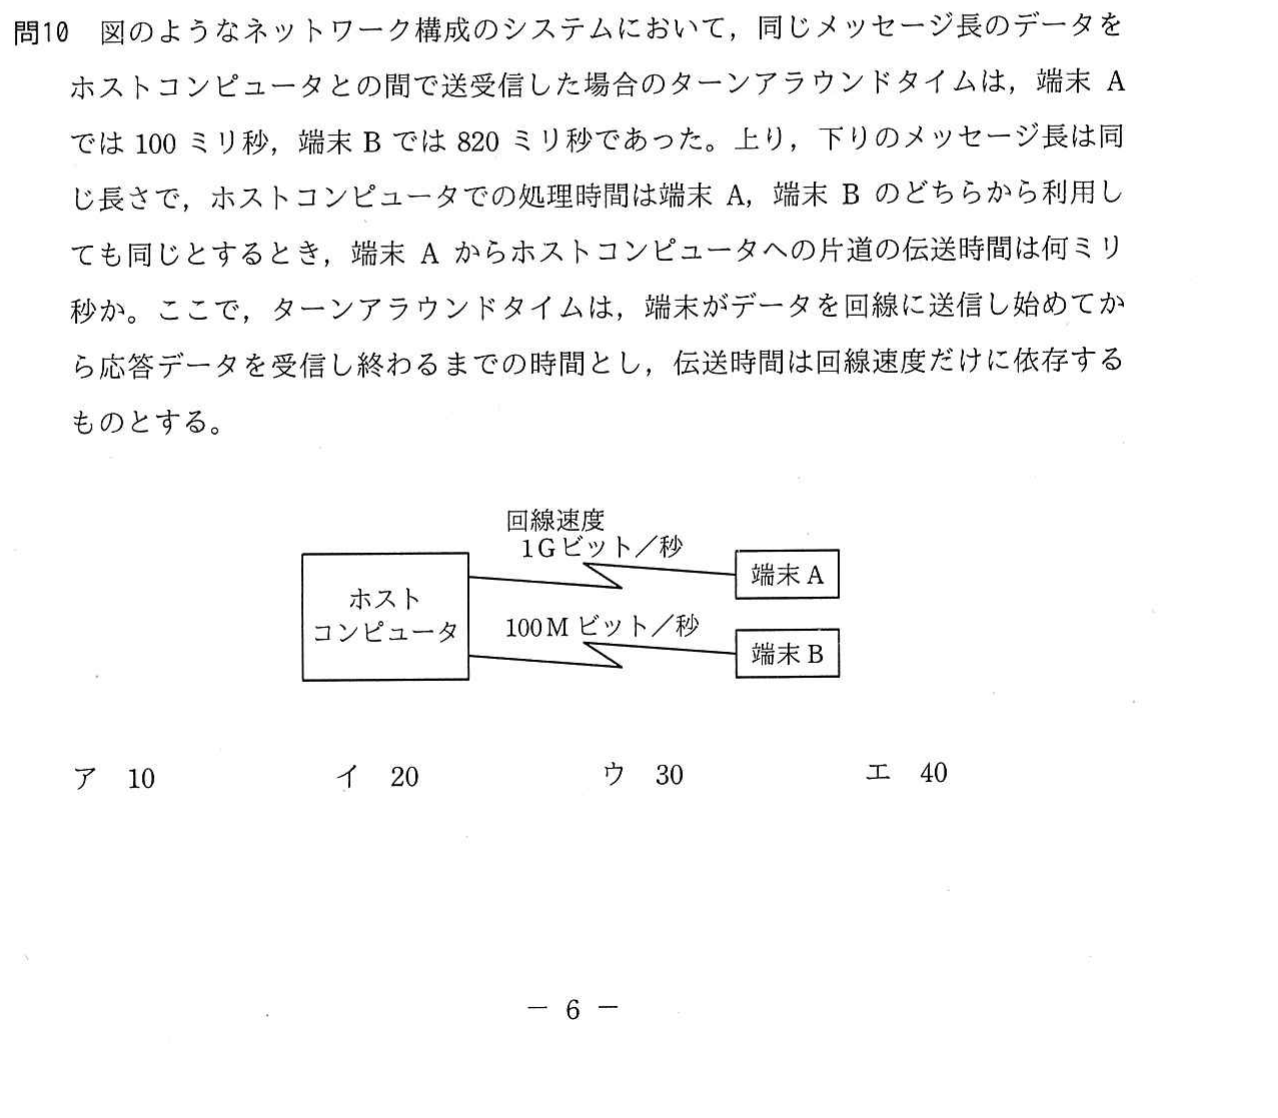 問10 図のようなネットワーク構成のシステムにおいて，同じメッセージ長のデータを
ホストコンピュータとの間で送受信した場合のターンアラウンドタイムは，端末 A
では 100 ミリ秒，端末 B では 820 ミリ秒であった。上り，下りのメッセージ長は同
じ長さで，ホストコンピュータでの処理時間は端末 A，端末 B のどちらから利用し
ても同じとするとき，端末 A からホストコンピュータへの片道の伝送時間は何ミリ
秒か。ここで，ターンアラウンドタイムは，端末がデータを回線に送信し始めてか
ら応答データを受信し終わるまでの時間とし，伝送時間は回線速度だけに依存する
ものとする。
回線速度
1G ビット／秒
端末 A
ホスト
コンピュータ
100M ビット／秒
端末 B
ア 10 イ 20 ウ 30 エ 40
－ 6 －